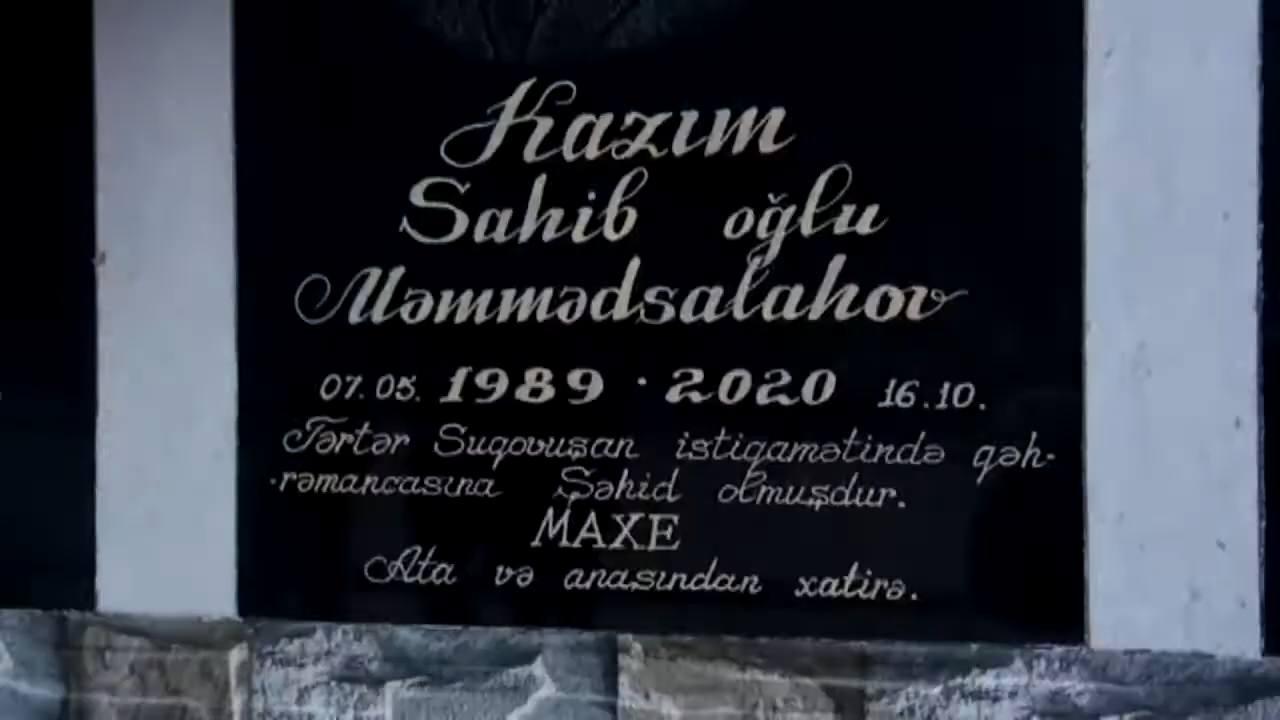 Kazım
Sahib oğlu
Məmmədsalahov
07.05. 1989 · 2020 16.10.
Tərtər Suqovuşan istiqamətində qəh-
-rəmancasına Şəhid olmuşdur.
MAXE
Ata və anasından xatirə.